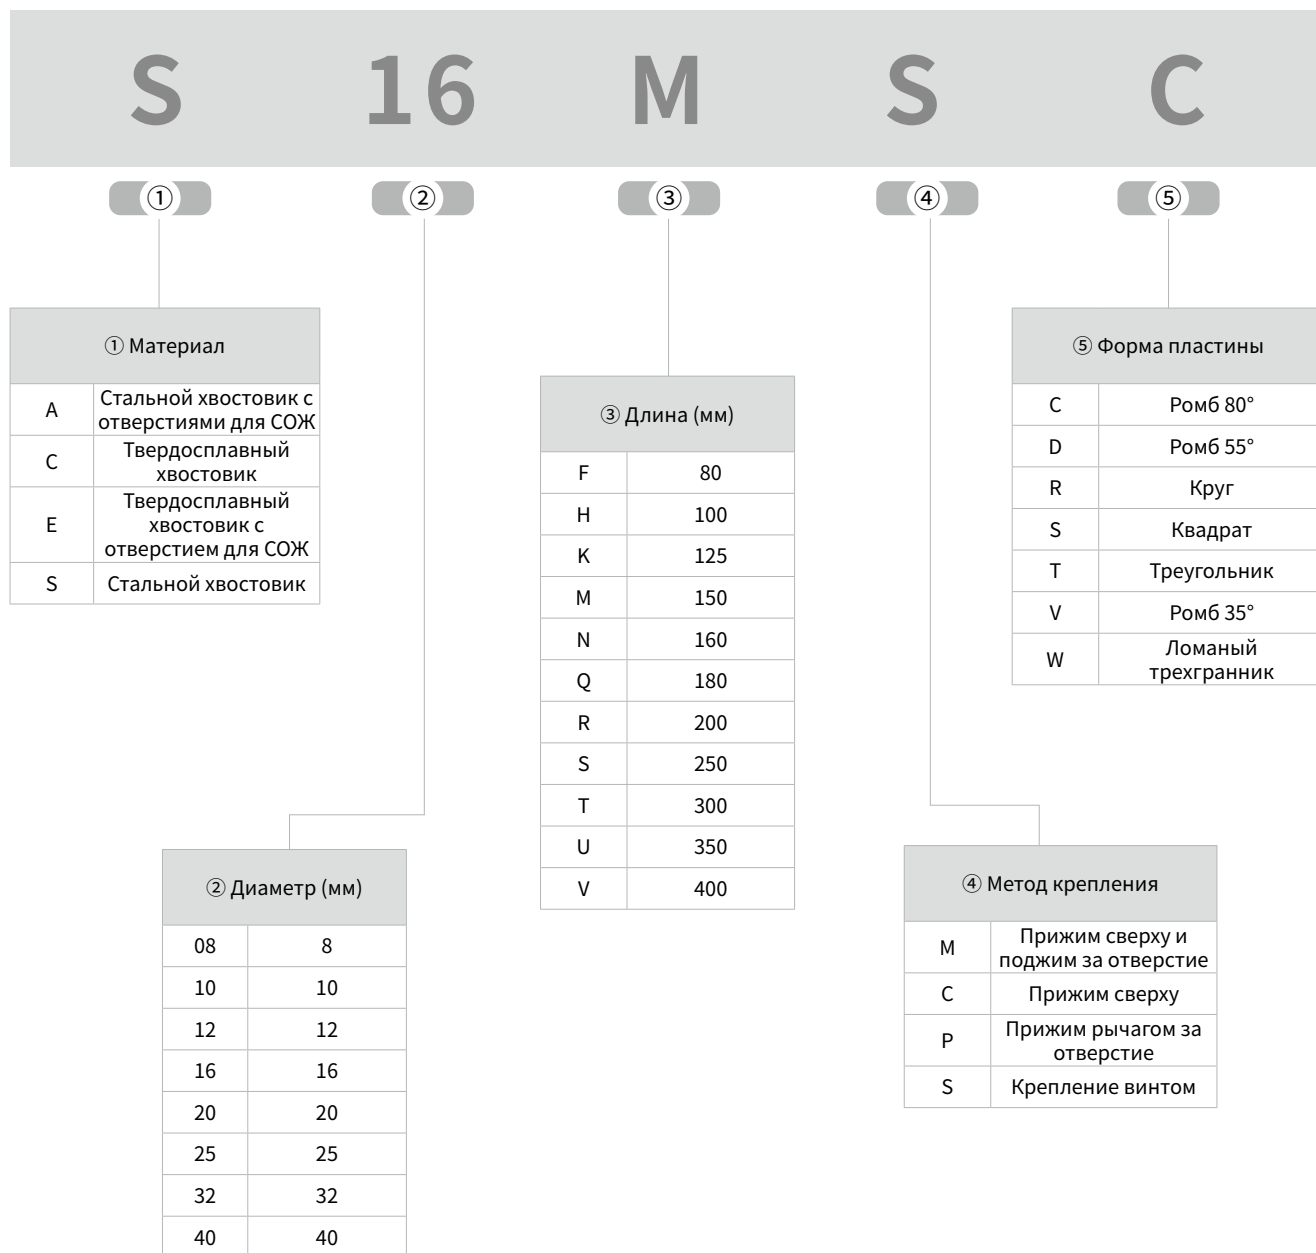 S 16 M S C
① ② ③ ④ ⑤
① Материал
A Стальной хвостовик с
отверстиями для СОЖ
C Твердосплавный
хвостовик
E Твердосплавный
хвостовик с
отверстием для СОЖ
S Стальной хвостовик
② Диаметр (мм)
08 8
10 10
12 12
16 16
20 20
25 25
32 32
40 40
③ Длина (мм)
F 80
H 100
K 125
M 150
N 160
Q 180
R 200
S 250
T 300
U 350
V 400
④ Метод крепления
M Прижим сверху и
поджим за отверстие
C Прижим сверху
P Прижим рычагом за
отверстие
S Крепление винтом
⑤ Форма пластины
C Ромб 80°
D Ромб 55°
R Круг
S Квадрат
T Треугольник
V Ромб 35°
W Ломаный
трехгранник